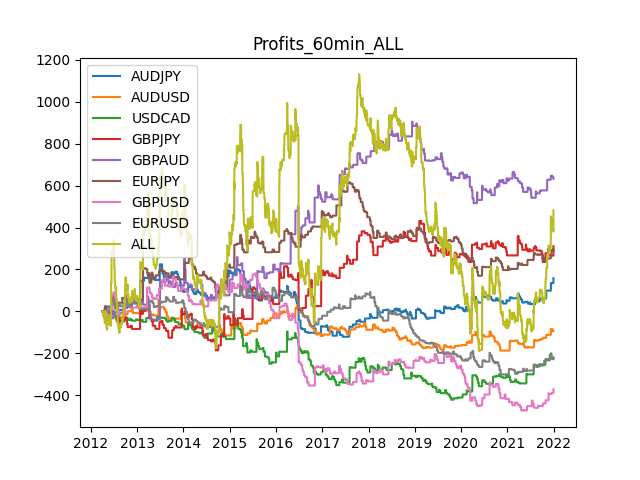 Profits_60min_ALL
1200
1000
800
600
400
200
0
−200
−400
AUDJPY
AUDUSD
USDCAD
GBPJPY
GBPAUD
EURJPY
GBPUSD
EURUSD
ALL
2012 2013 2014 2015 2016 2017 2018 2019 2020 2021 2022